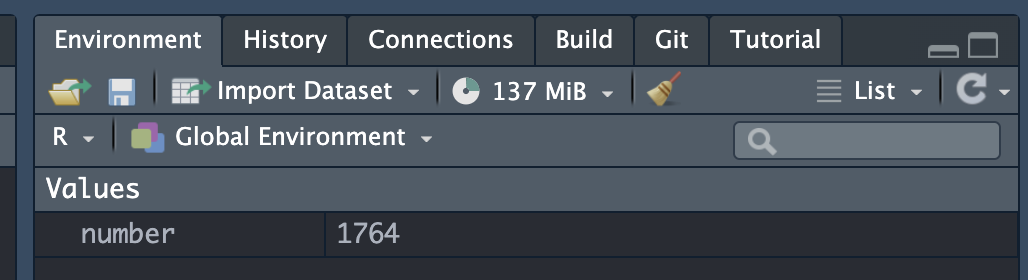 Environment History Connections Build Git Tutorial
Import Dataset 137 MiB List
R Global Environment
Values
number 1764